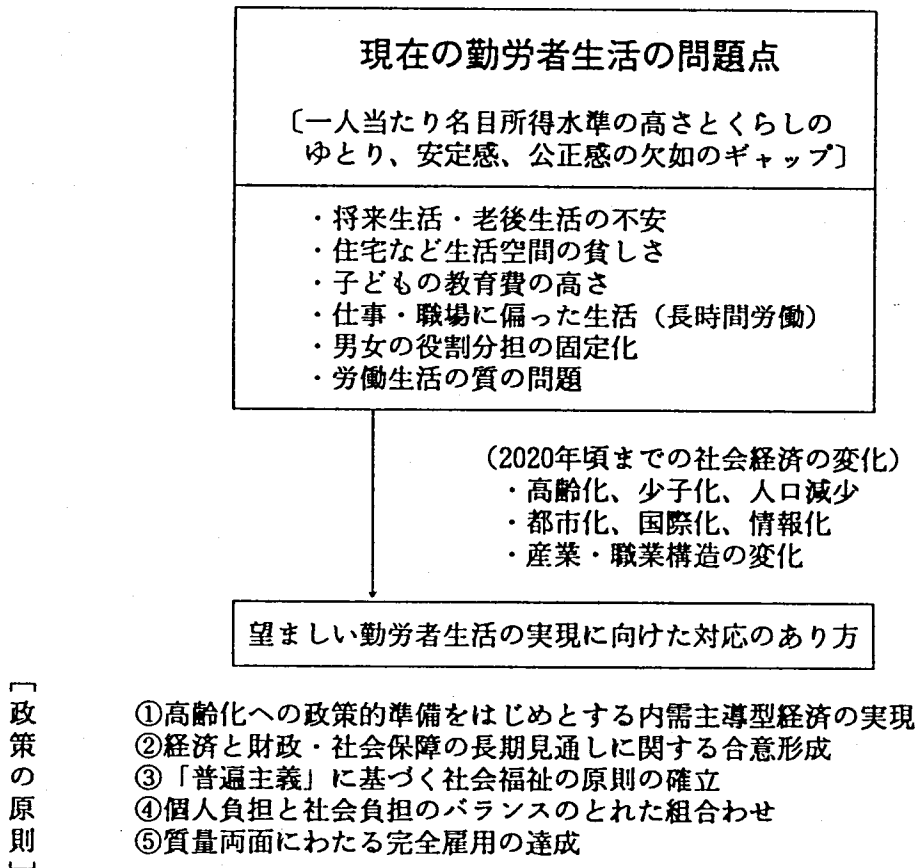 現在の勤労者生活の問題点
〔一人当たり名目所得水準の高さとくらしの
ゆとり、安定感、公正感の欠如のギャップ〕
・将来生活・老後生活の不安
・住宅など生活空間の貧しさ
・子どもの教育費の高さ
・仕事・職場に偏った生活（長時間労働）
・男女の役割分担の固定化
・労働生活の質の問題
（2020年頃までの社会経済の変化）
・高齢化、少子化、人口減少
・都市化、国際化、情報化
・産業・職業構造の変化
望ましい勤労者生活の実現に向けた対応のあり方
［政策の原則］
①高齢化への政策的準備をはじめとする内需主導型経済の実現
②経済と財政・社会保障の長期見通しに関する合意形成
③「普遍主義」に基づく社会福祉の原則の確立
④個人負担と社会負担のバランスのとれた組合わせ
⑤質量両面にわたる完全雇用の達成